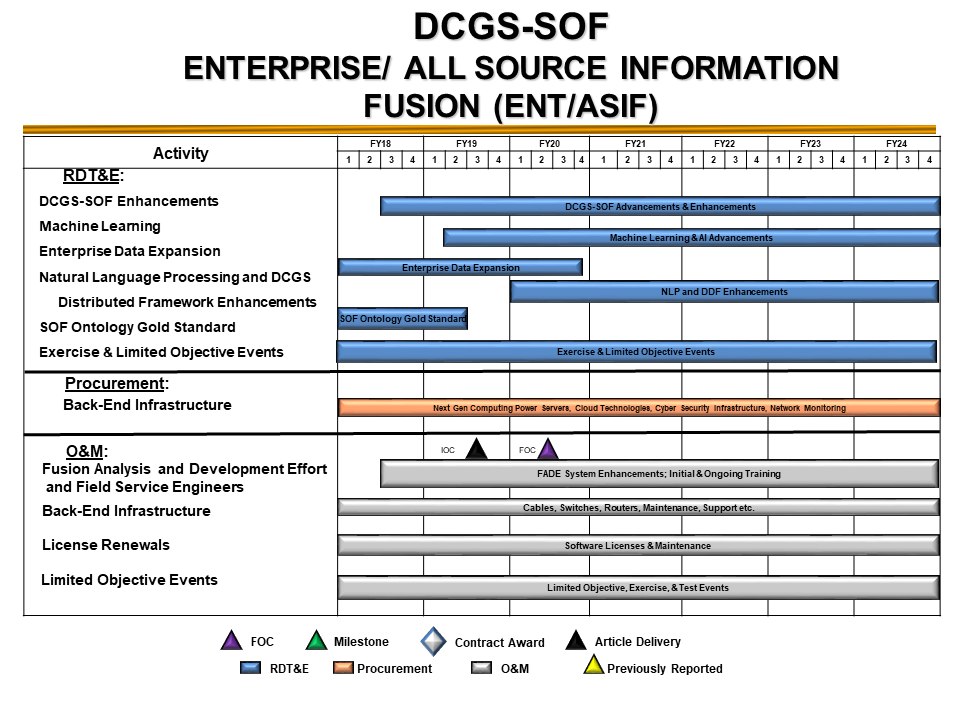 DCGS-SOF
ENTERPRISE/ ALL SOURCE INFORMATION
FUSION (ENT/ASIF)
Activity
FY18 FY19 FY20 FY21 FY22 FY23 FY24
1 2 3 4 1 2 3 4 1 2 3 4 1 2 3 4 1 2 3 4 1 2 3 4 1 2 3 4
RDT&E:
DCGS-SOF Enhancements
DCGS-SOF Advancements & Enhancements
Machine Learning
Machine Learning & AI Advancements
Enterprise Data Expansion
Enterprise Data Expansion
Natural Language Processing and DCGS
Distributed Framework Enhancements
NLP and DDF Enhancements
SOF Ontology Gold Standard
SOF Ontology Gold Standard
Exercise & Limited Objective Events
Exercise & Limited Objective Events
Procurement:
Back-End Infrastructure
Next Gen Computing Power Servers, Cloud Technologies, Cyber Security Infrastructure, Network Monitoring
O&M:
IOC
FOC
Fusion Analysis and Development Effort
and Field Service Engineers
FADE System Enhancements; Initial & Ongoing Training
Back-End Infrastructure
Cables, Switches, Routers, Maintenance, Support etc.
License Renewals
Software Licenses & Maintenance
Limited Objective Events
Limited Objective, Exercise, & Test Events
FOC Milestone Contract Award Article Delivery
RDT&E Procurement O&M Previously Reported